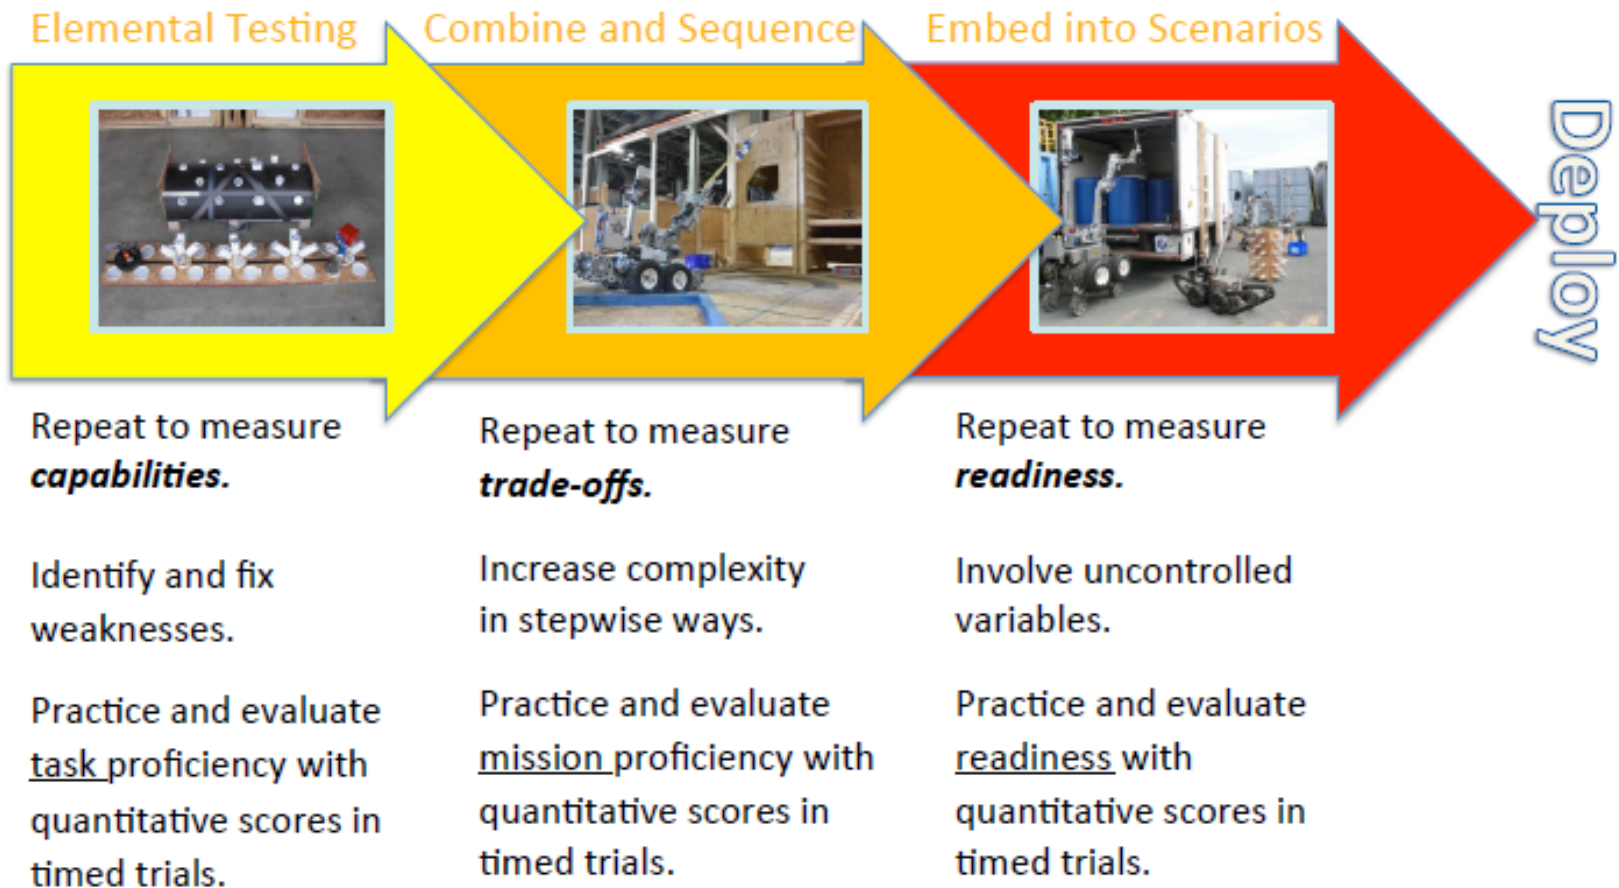 Elemental Testing
Combine and Sequence
Embed into Scenarios
Deploy
Repeat to measure
capabilities.
Identify and fix
weaknesses.
Practice and evaluate
task proficiency with
quantitative scores in
timed trials.
Repeat to measure
trade-offs.
Increase complexity
in stepwise ways.
Practice and evaluate
mission proficiency with
quantitative scores in
timed trials.
Repeat to measure
readiness.
Involve uncontrolled
variables.
Practice and evaluate
readiness with
quantitative scores in
timed trials.